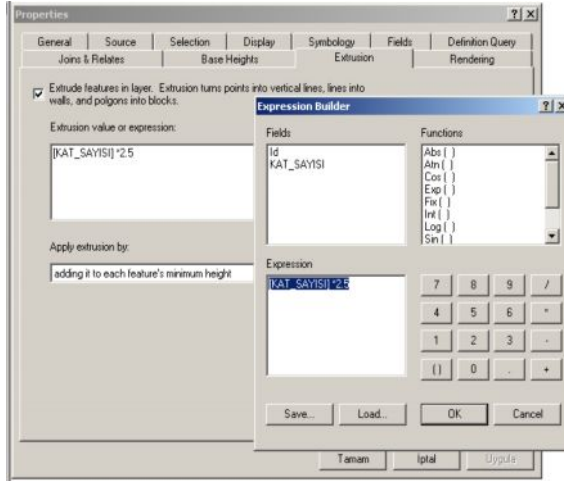 Properties
General Source Selection Display Symbology Fields Definition Query
Joins & Relates Base Heights Extrusion Rendering
Extrude features in layer. Extrusion turns points into vertical lines, lines into
walls, and polgons into blocks.
Extrusion value or expression:
[KAT_SAYISI] *2.5
Apply extrusion by:
adding it to each feature's minimum height
Tamam Iptal Uygula
Expression Builder
Fields
Id
KAT_SAYISI
Functions
Abs ( )
Atn ( )
Cos ( )
Exp ( )
Fix ( )
Int ( )
Log ( )
Sin ( )
Expression
[KAT_SAYISI] *2.5
7 8 9 /
4 5 6 *
1 2 3 -
( ) 0 . +
Save... Load... OK Cancel